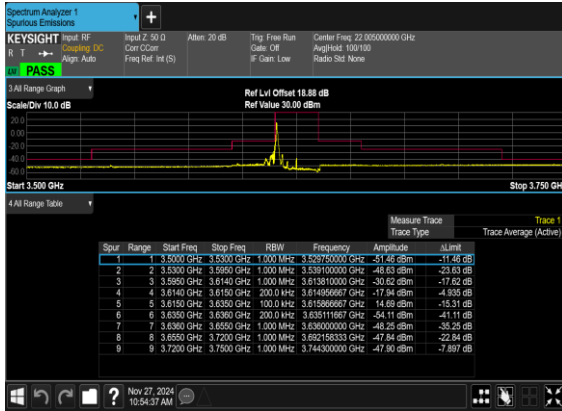 Spectrum Analyzer 1
Spurious Emissions
+
KEYSIGHT Input: RF Input Z: 50 Ω Atten: 20 dB Trig: Free Run Center Freq: 22.005000000 GHz
R T Coupling: DC Corr CCorr Gate: Off Avg|Hold: 100/100
Align: Auto Freq Ref: Int (S) IF Gain: Low Radio Std: None
PASS
3 All Range Graph
Ref Lvl Offset 18.88 dB
Scale/Div 10.0 dB Ref Value 30.00 dBm
20.0
0.00
-20.0
-40.0
-60.0
Start 3.500 GHz Stop 3.750 GH
4 All Range Table
Measure Trace Trace 1
Trace Type Trace Average (Active)
Spur Range Start Freq Stop Freq RBW Frequency Amplitude ΔLimit
1 1 3.5000 GHz 3.5300 GHz 1.000 MHz 3.529750000 GHz -51.46 dBm -11.46 dB
2 2 3.5300 GHz 3.5950 GHz 1.000 MHz 3.539100000 GHz -48.63 dBm -23.63 dB
3 3 3.5950 GHz 3.6140 GHz 1.000 MHz 3.613810000 GHz -30.62 dBm -17.62 dB
4 4 3.6140 GHz 3.6150 GHz 200.0 kHz 3.614956667 GHz -17.94 dBm -4.935 dB
5 5 3.6150 GHz 3.6350 GHz 100.0 kHz 3.615866667 GHz 14.69 dBm -15.31 dB
6 6 3.6350 GHz 3.6360 GHz 200.0 kHz 3.635111667 GHz -54.11 dBm -41.11 dB
7 7 3.6360 GHz 3.6550 GHz 1.000 MHz 3.636000000 GHz -48.25 dBm -35.25 dB
8 8 3.6550 GHz 3.7200 GHz 1.000 MHz 3.692158333 GHz -47.84 dBm -22.84 dB
9 9 3.7200 GHz 3.7500 GHz 1.000 MHz 3.744300000 GHz -47.90 dBm -7.897 dB
? Nov 27, 2024
10:54:37 AM